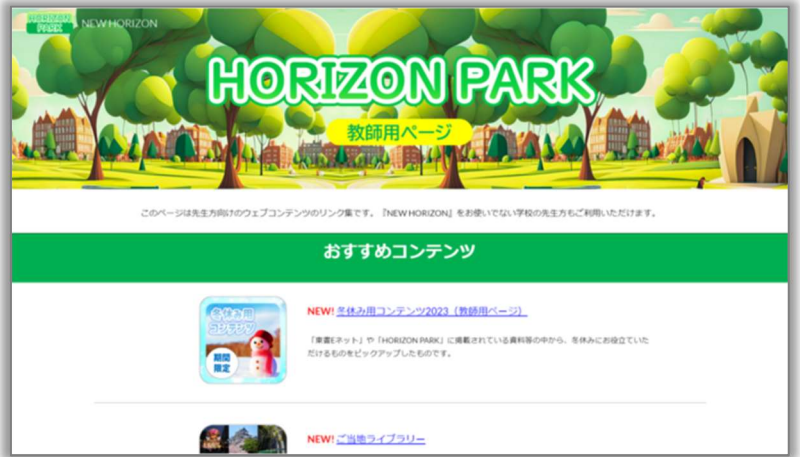 HORIZON
PARK
NEW HORIZON
HORIZON PARK
教師用ページ
このページは先生方向けのウェブコンテンツのリンク集です。『NEW HORIZON』をお使いでない学校の先生方もご利用いただけます。
おすすめコンテンツ
冬休み用
コンテンツ
期間
限定
NEW! 冬休み用コンテンツ2023（教師用ページ）
「東書Eネット」や「HORIZON PARK」に掲載されている資料等の中から、冬休みにお役立ていた
だけるものをピックアップしたものです。
NEW! ご当地ライブラリー